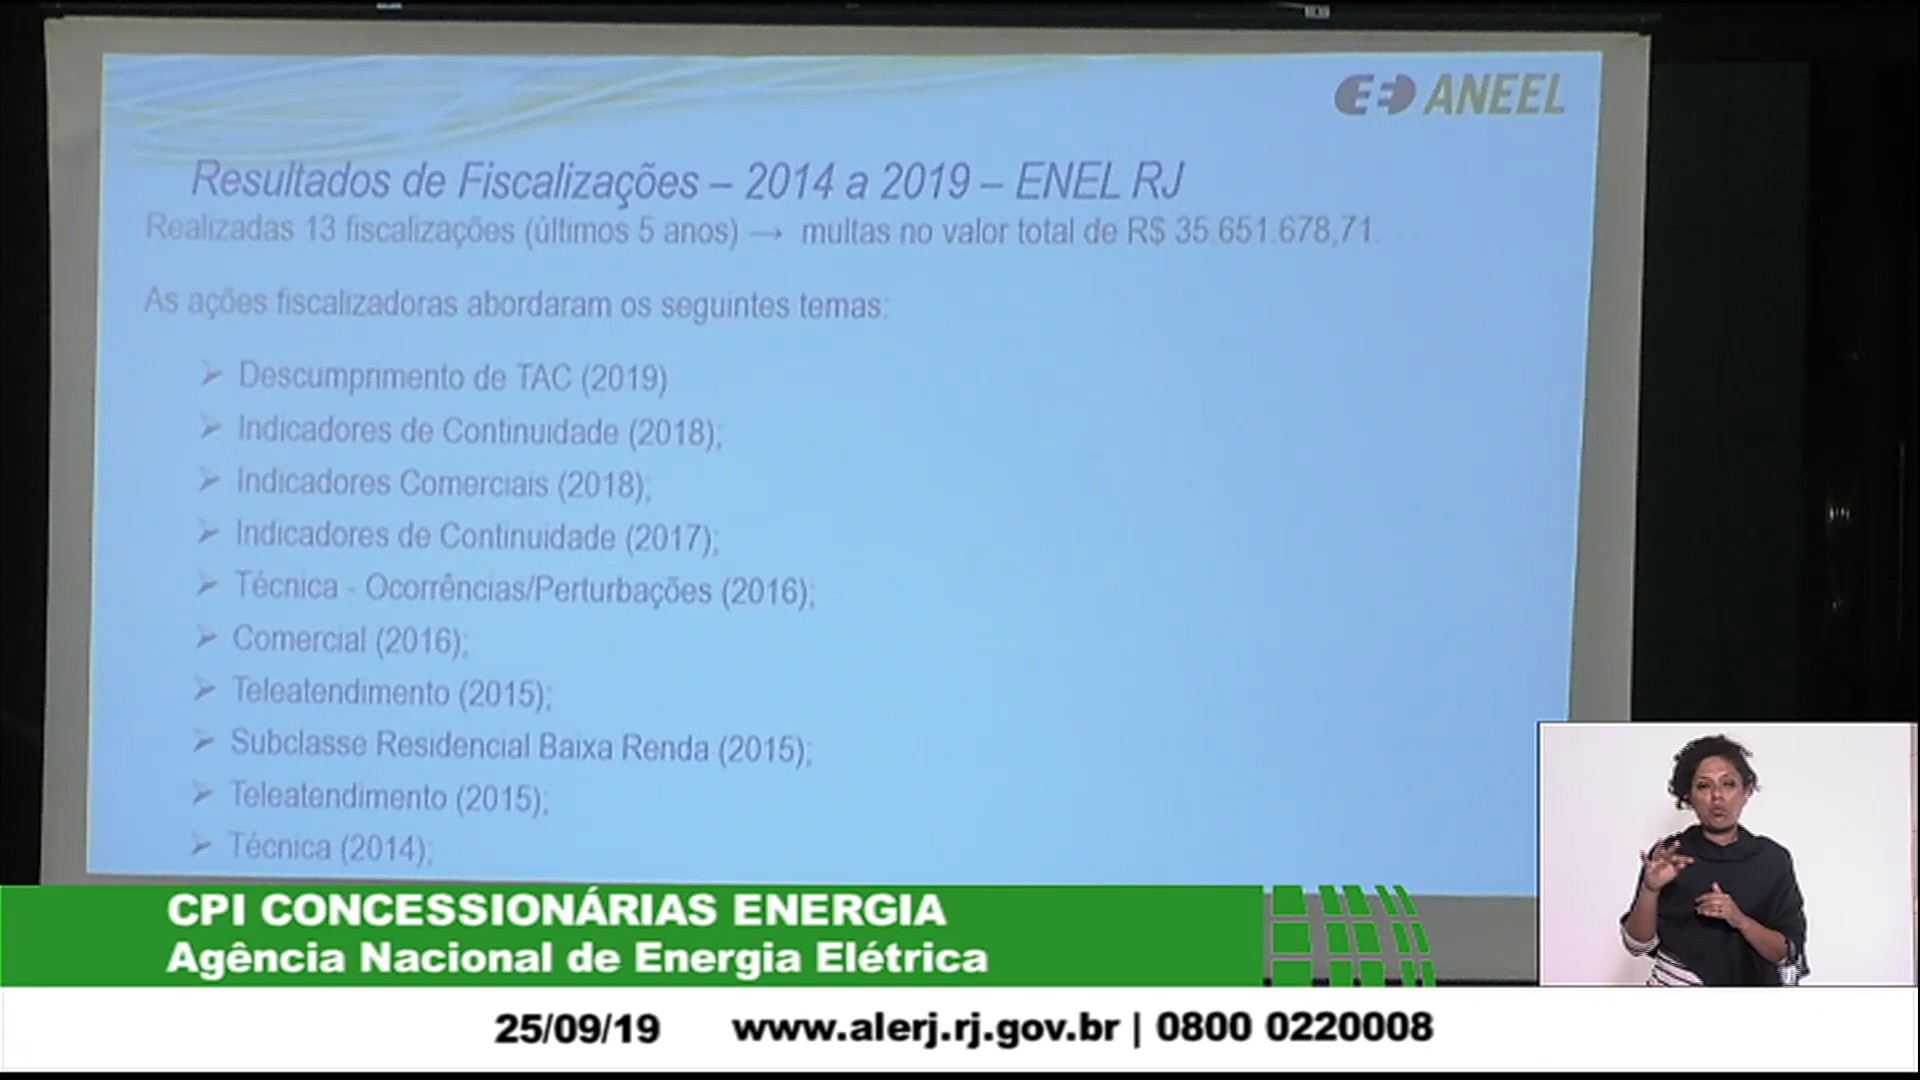 ANEEL
Resultados de Fiscalizações – 2014 a 2019 – ENEL RJ
Realizadas 13 fiscalizações (últimos 5 anos) → multas no valor total de R$ 35.651.678,71.
As ações fiscalizadoras abordaram os seguintes temas:
➢ Descumprimento de TAC (2019)
➢ Indicadores de Continuidade (2018);
➢ Indicadores Comerciais (2018);
➢ Indicadores de Continuidade (2017);
➢ Técnica - Ocorrências/Perturbações (2016);
➢ Comercial (2016);
➢ Teleatendimento (2015);
➢ Subclasse Residencial Baixa Renda (2015);
➢ Teleatendimento (2015);
➢ Técnica (2014);
CPI CONCESSIONÁRIAS ENERGIA
Agência Nacional de Energia Elétrica
25/09/19 www.alerj.rj.gov.br | 0800 0220008